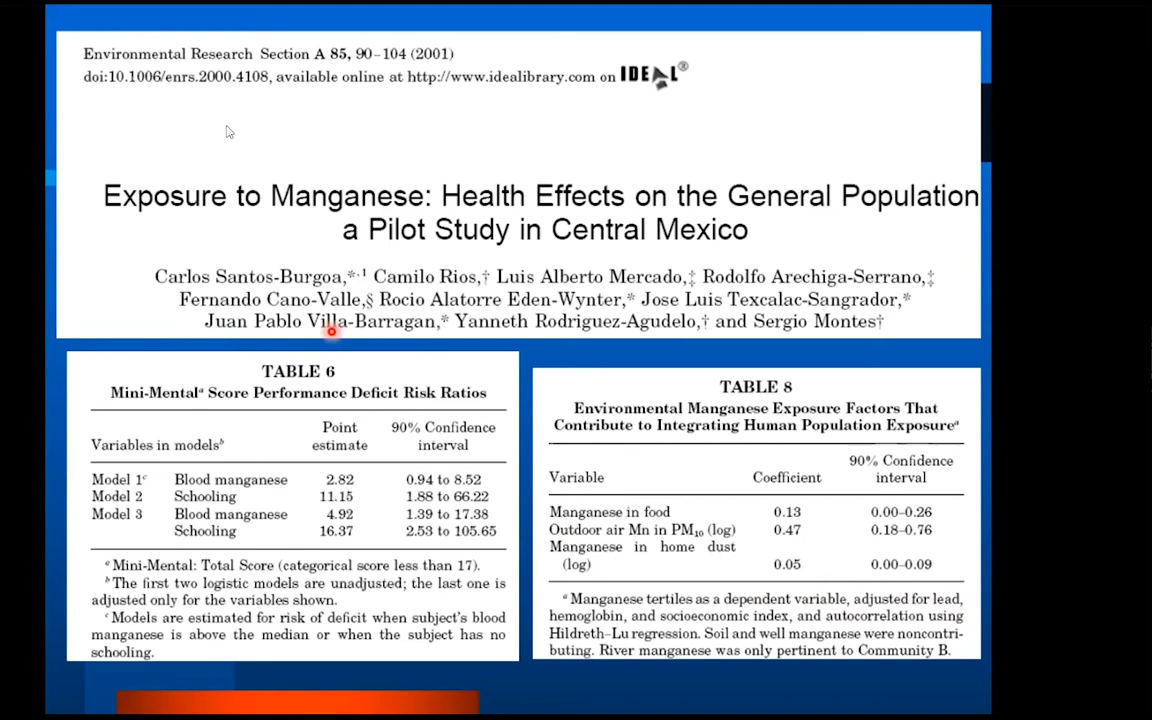 Environmental Research Section A 85, 90–104 (2001)
doi:10.1006/enrs.2000.4108, available online at http://www.idealibrary.com on IDEAL®
Exposure to Manganese: Health Effects on the General Population
a Pilot Study in Central Mexico
Carlos Santos-Burgoa,*,1 Camilo Rios,† Luis Alberto Mercado,‡ Rodolfo Arechiga-Serrano,‡
Fernando Cano-Valle,§ Rocio Alatorre Eden-Wynter,* Jose Luis Texcalac-Sangrador,*
Juan Pablo Villa-Barragan,* Yanneth Rodriguez-Agudelo,† and Sergio Montes†
TABLE 6
Mini-Mentalᵃ Score Performance Deficit Risk Ratios
Point 90% Confidence
Variables in modelsᵇ estimate interval
Model 1ᶜ Blood manganese 2.82 0.94 to 8.52
Model 2 Schooling 11.15 1.88 to 66.22
Model 3 Blood manganese 4.92 1.39 to 17.38
Schooling 16.37 2.53 to 105.65
ᵃ Mini-Mental: Total Score (categorical score less than 17).
ᵇ The first two logistic models are unadjusted; the last one is
adjusted only for the variables shown.
ᶜ Models are estimated for risk of deficit when subject's blood
manganese is above the median or when the subject has no
schooling.
TABLE 8
Environmental Manganese Exposure Factors That
Contribute to Integrating Human Population Exposureᵃ
90% Confidence
Variable Coefficient interval
Manganese in food 0.13 0.00–0.26
Outdoor air Mn in PM₁₀ (log) 0.47 0.18–0.76
Manganese in home dust
(log) 0.05 0.00–0.09
ᵃ Manganese tertiles as a dependent variable, adjusted for lead,
hemoglobin, and socioeconomic index, and autocorrelation using
Hildreth–Lu regression. Soil and well manganese were noncontri-
buting. River manganese was only pertinent to Community B.